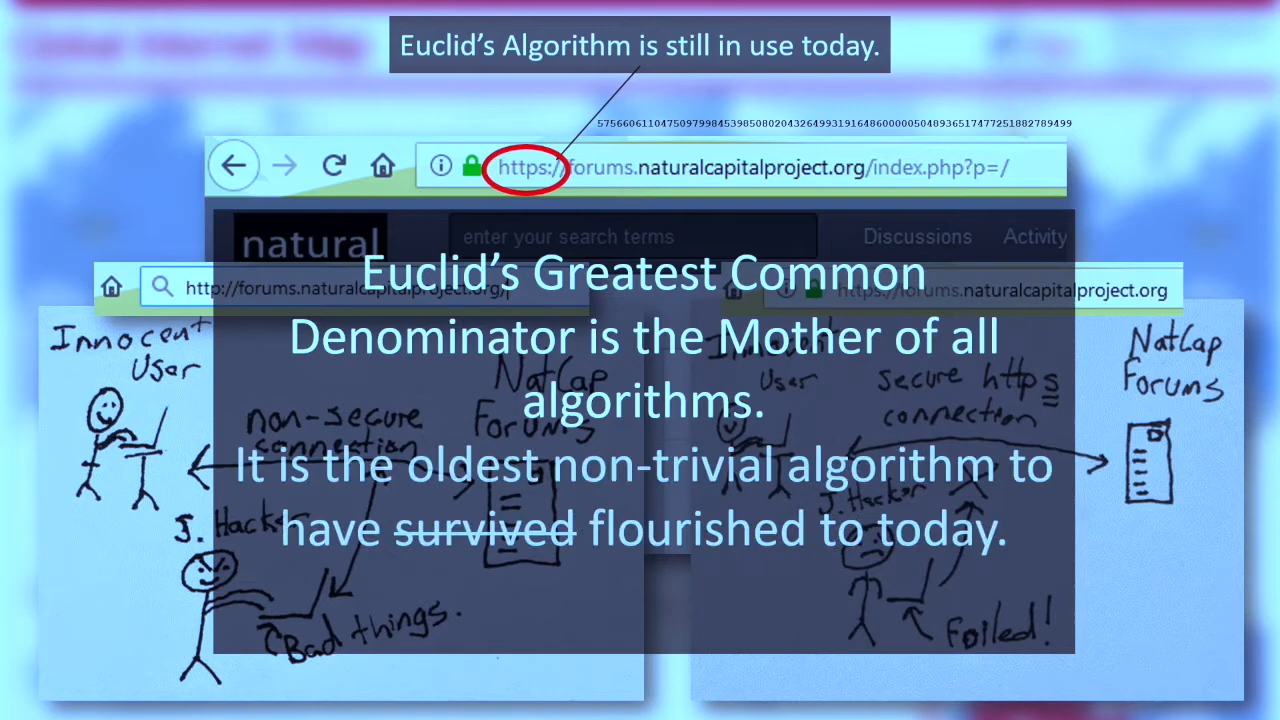 Euclid's Algorithm is still in use today.
https://forums.naturalcapitalproject.org/index.php?p=/
natural
enter your search terms
Discussions Activity
http://forums.naturalcapitalproject.org/
https://forums.naturalcapitalproject.org
Euclid's Greatest Common
Denominator is the Mother of all
algorithms.
It is the oldest non-trivial algorithm to
have survived flourished to today.
Innocent
User
non-secure
connection
NatCap
Forums
J. Hacker
Bad things.
Innocent
User
secure https
connection
NatCap
Forums
J. Hacker
Foiled!